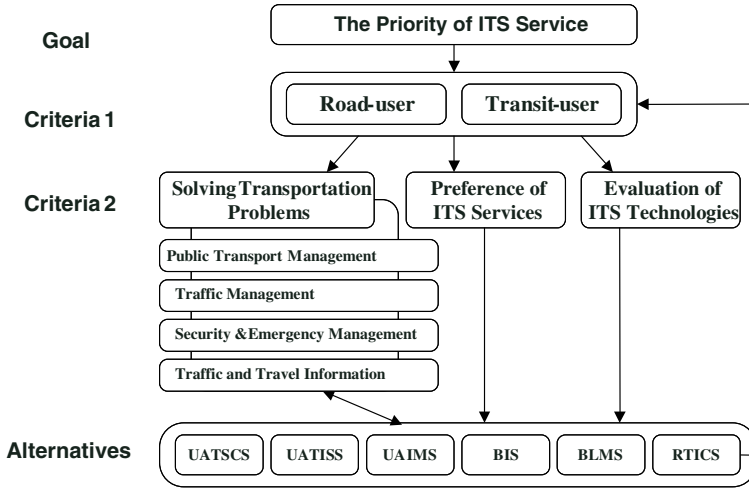 Goal
The Priority of ITS Service
Criteria 1
Road-user
Transit-user
Criteria 2
Solving Transportation
Problems
Preference of
ITS Services
Evaluation of
ITS Technologies
Public Transport Management
Traffic Management
Security &Emergency Management
Traffic and Travel Information
Alternatives
UATSCS
UATISS
UAIMS
BIS
BLMS
RTICS